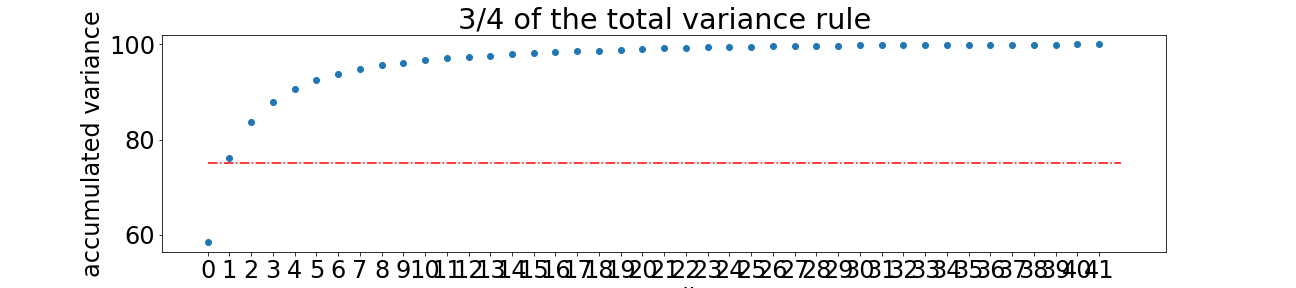 3/4 of the total variance rule
accumulated variance
100
80
60
0 1 2 3 4 5 6 7 8 9 10 11 12 13 14 15 16 17 18 19 20 21 22 23 24 25 26 27 28 29 30 31 32 33 34 35 36 37 38 39 40 41